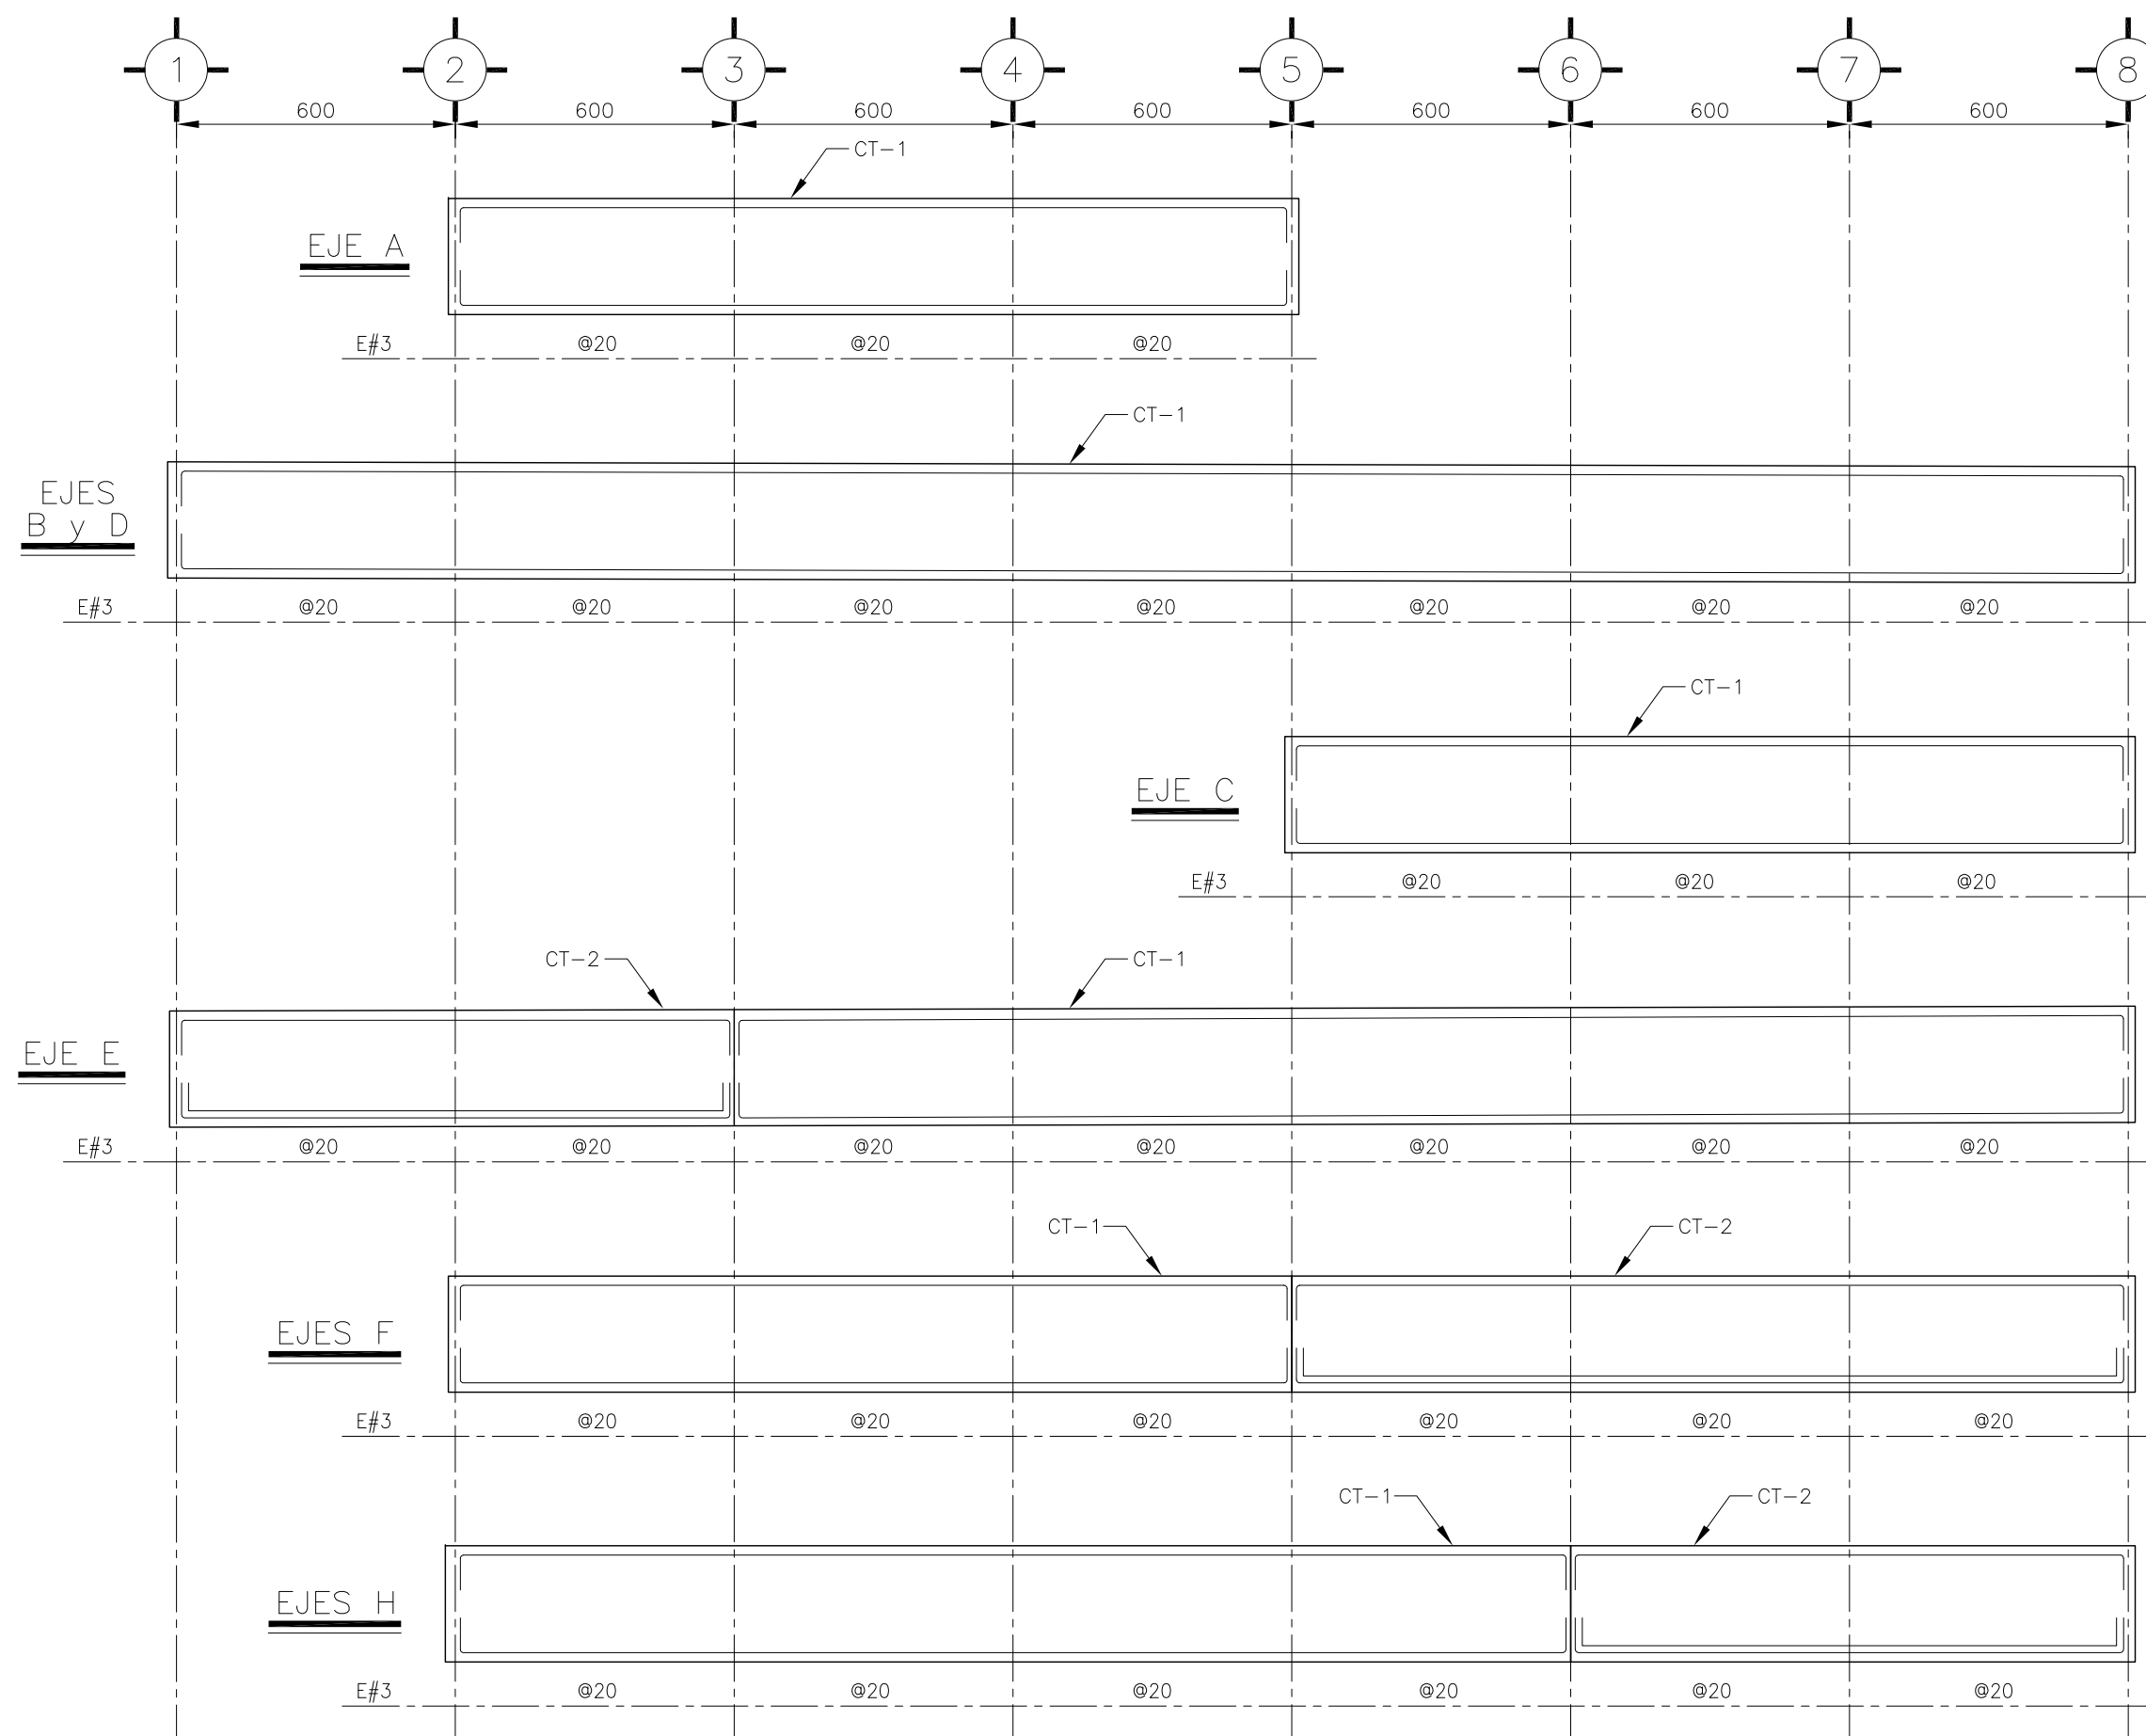 1 2 3 4 5 6 7 8
600 600 600 600 600 600 600
CT-1
EJE A
E#3 @20 @20 @20
CT-1
EJES
B y D
E#3 @20 @20 @20 @20 @20 @20 @20
CT-1
EJE C
E#3 @20 @20 @20
CT-2 CT-1
EJE E
E#3 @20 @20 @20 @20 @20 @20 @20
CT-1 CT-2
EJES F
E#3 @20 @20 @20 @20 @20 @20
CT-1 CT-2
EJES H
E#3 @20 @20 @20 @20 @20 @20